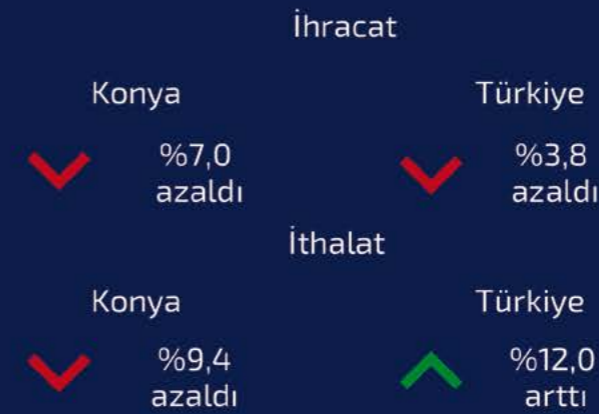 İhracat
Konya
Türkiye
%7,0
azaldı
%3,8
azaldı
İthalat
Konya
Türkiye
%9,4
azaldı
%12,0
arttı